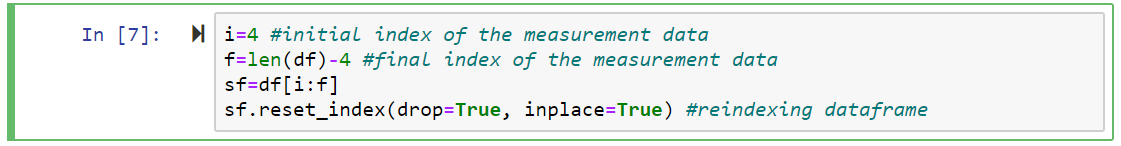 In [7]:
i=4 #initial index of the measurement data
f=len(df)-4 #final index of the measurement data
sf=df[i:f]
sf.reset_index(drop=True, inplace=True) #reindexing dataframe